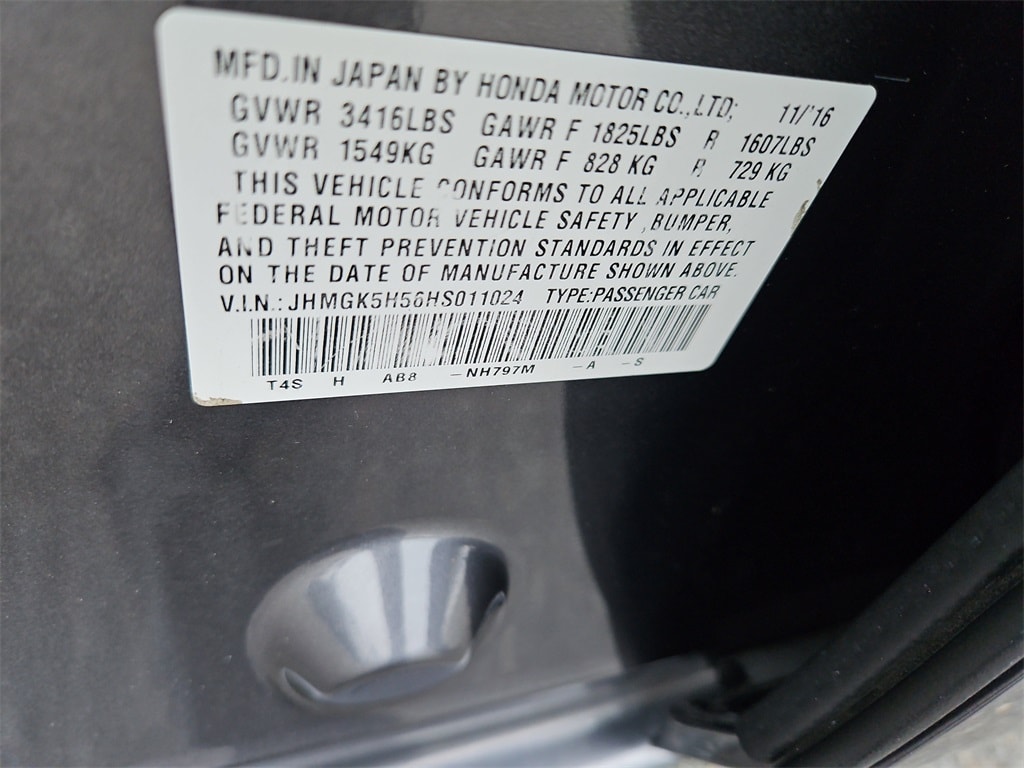 MFD.IN JAPAN BY HONDA MOTOR CO.,LTD; 11/'16
GVWR 3416LBS GAWR F 1825LBS R 1607LBS
GVWR 1549KG GAWR F 828 KG R 729 KG
THIS VEHICLE CONFORMS TO ALL APPLICABLE
FEDERAL MOTOR VEHICLE SAFETY ,BUMPER,
AND THEFT PREVENTION STANDARDS IN EFFECT
ON THE DATE OF MANUFACTURE SHOWN ABOVE.
V.I.N.:JHMGK5H56HS011024 TYPE:PASSENGER CAR
T4S H AB8 -NH797M -A -S